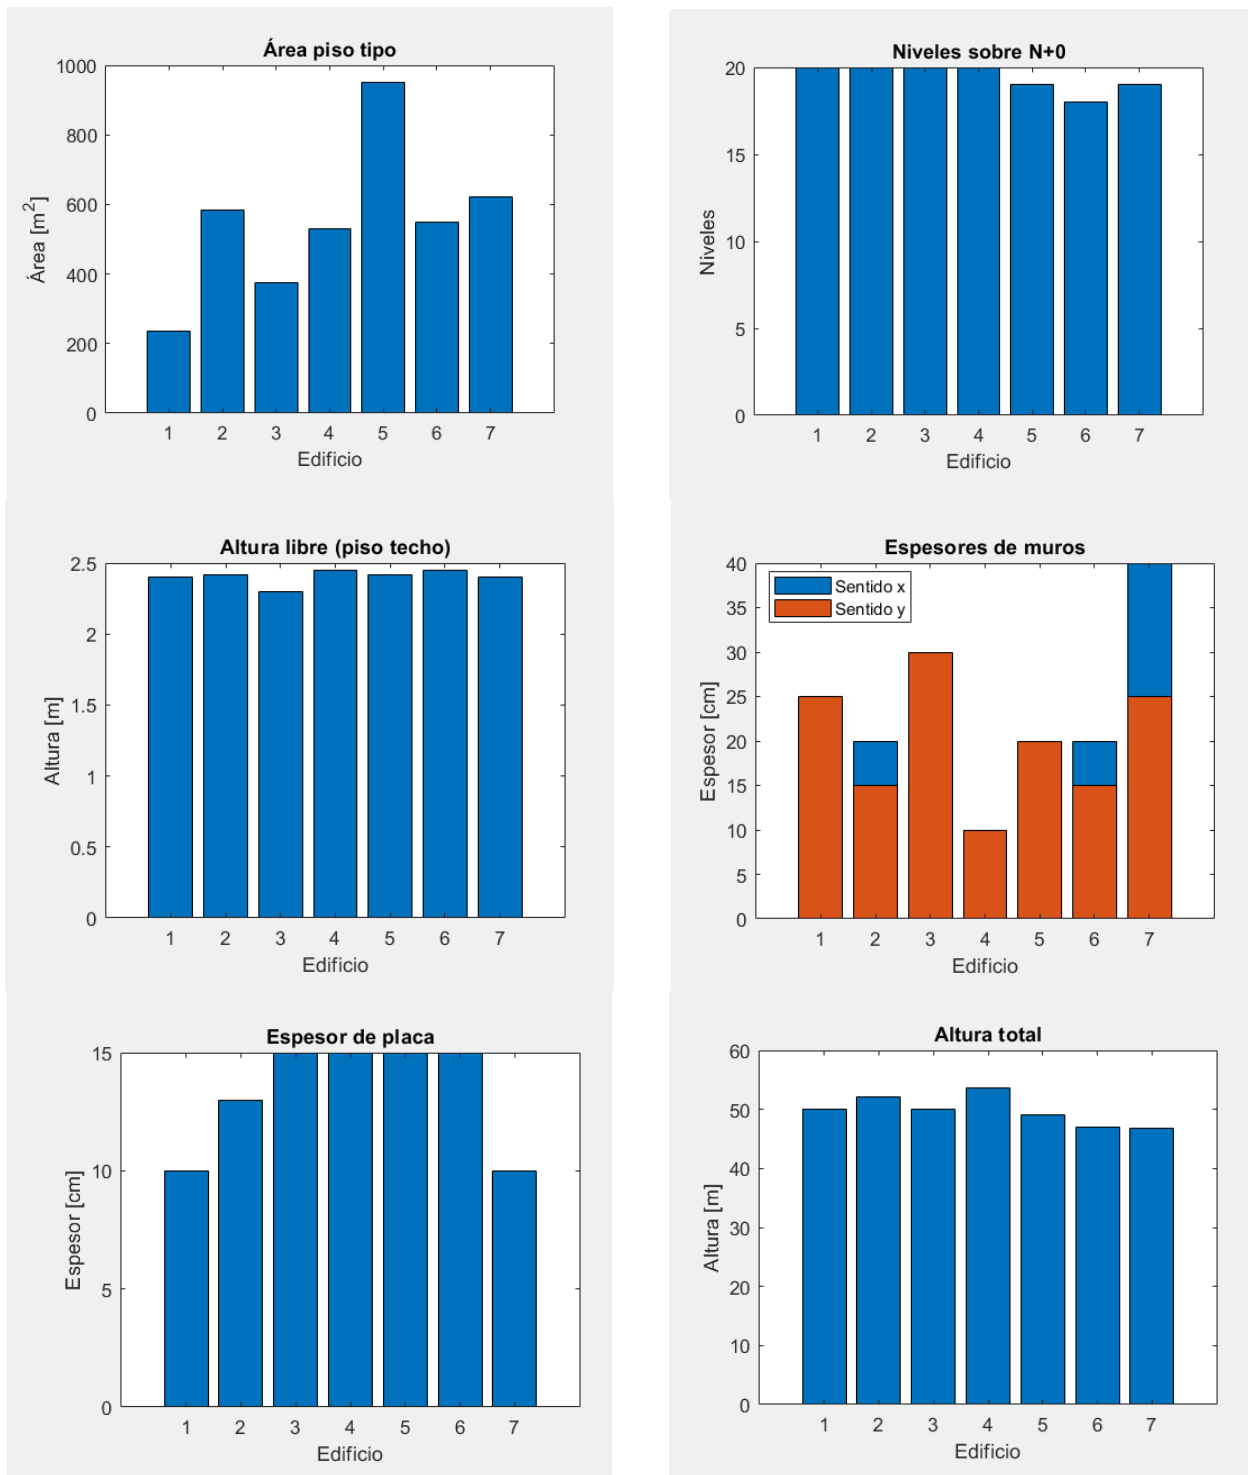 Área piso tipo
1000
800
600
400
200
0
Área [m²]
1 2 3 4 5 6 7
Edificio
Niveles sobre N+0
20
15
10
5
0
Niveles
1 2 3 4 5 6 7
Edificio
Altura libre (piso techo)
2.5
2
1.5
1
0.5
0
Altura [m]
1 2 3 4 5 6 7
Edificio
Espesores de muros
40
35
30
25
20
15
10
5
0
Espesor [cm]
Sentido x
Sentido y
1 2 3 4 5 6 7
Edificio
Espesor de placa
15
10
5
0
Espesor [cm]
1 2 3 4 5 6 7
Edificio
Altura total
60
50
40
30
20
10
0
Altura [m]
1 2 3 4 5 6 7
Edificio